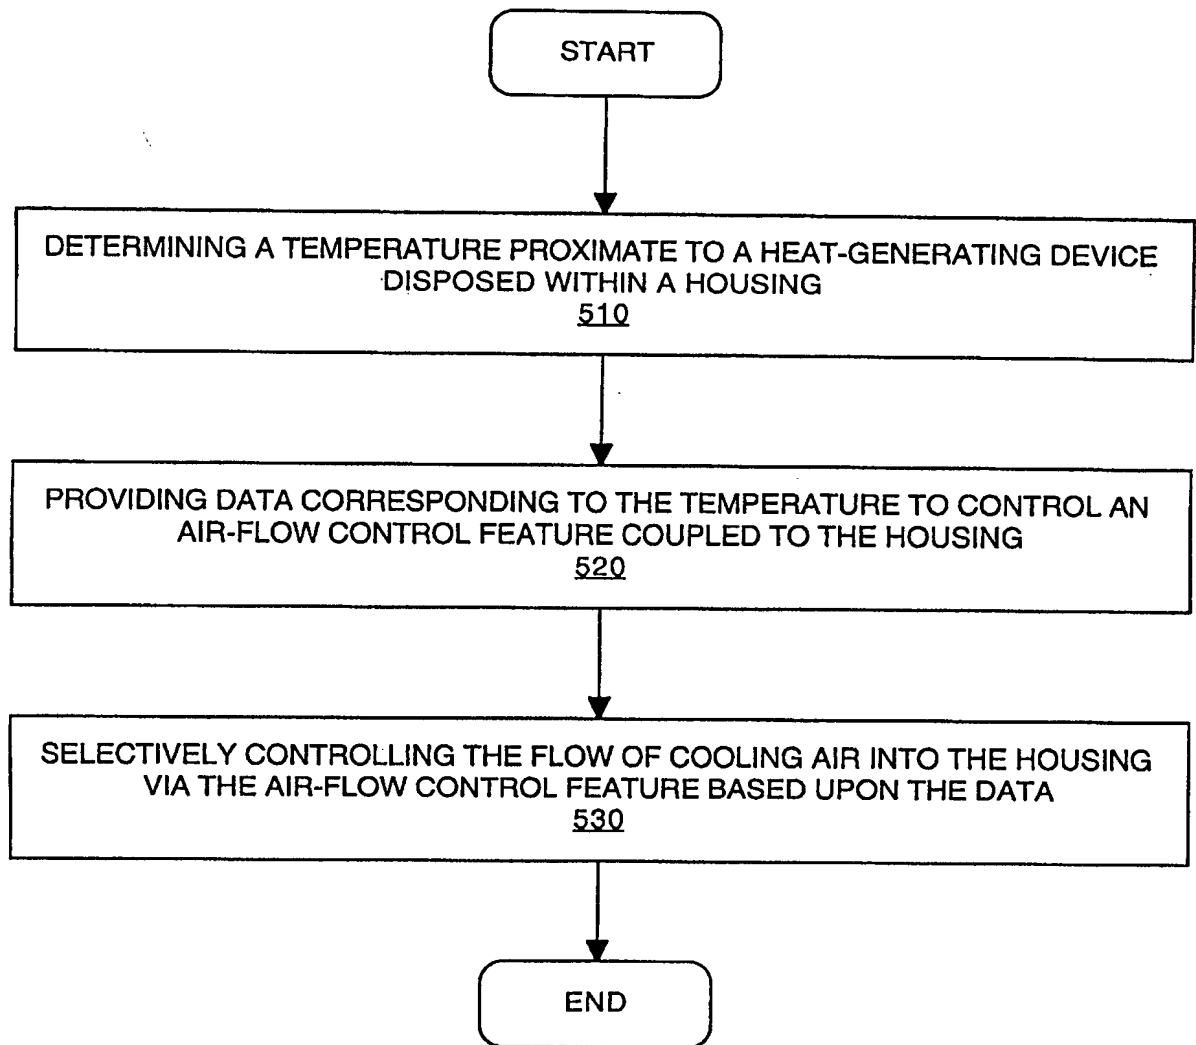 START
DETERMINING A TEMPERATURE PROXIMATE TO A HEAT-GENERATING DEVICE
DISPOSED WITHIN A HOUSING
510
PROVIDING DATA CORRESPONDING TO THE TEMPERATURE TO CONTROL AN
AIR-FLOW CONTROL FEATURE COUPLED TO THE HOUSING
520
SELECTIVELY CONTROLLING THE FLOW OF COOLING AIR INTO THE HOUSING
VIA THE AIR-FLOW CONTROL FEATURE BASED UPON THE DATA
530
END